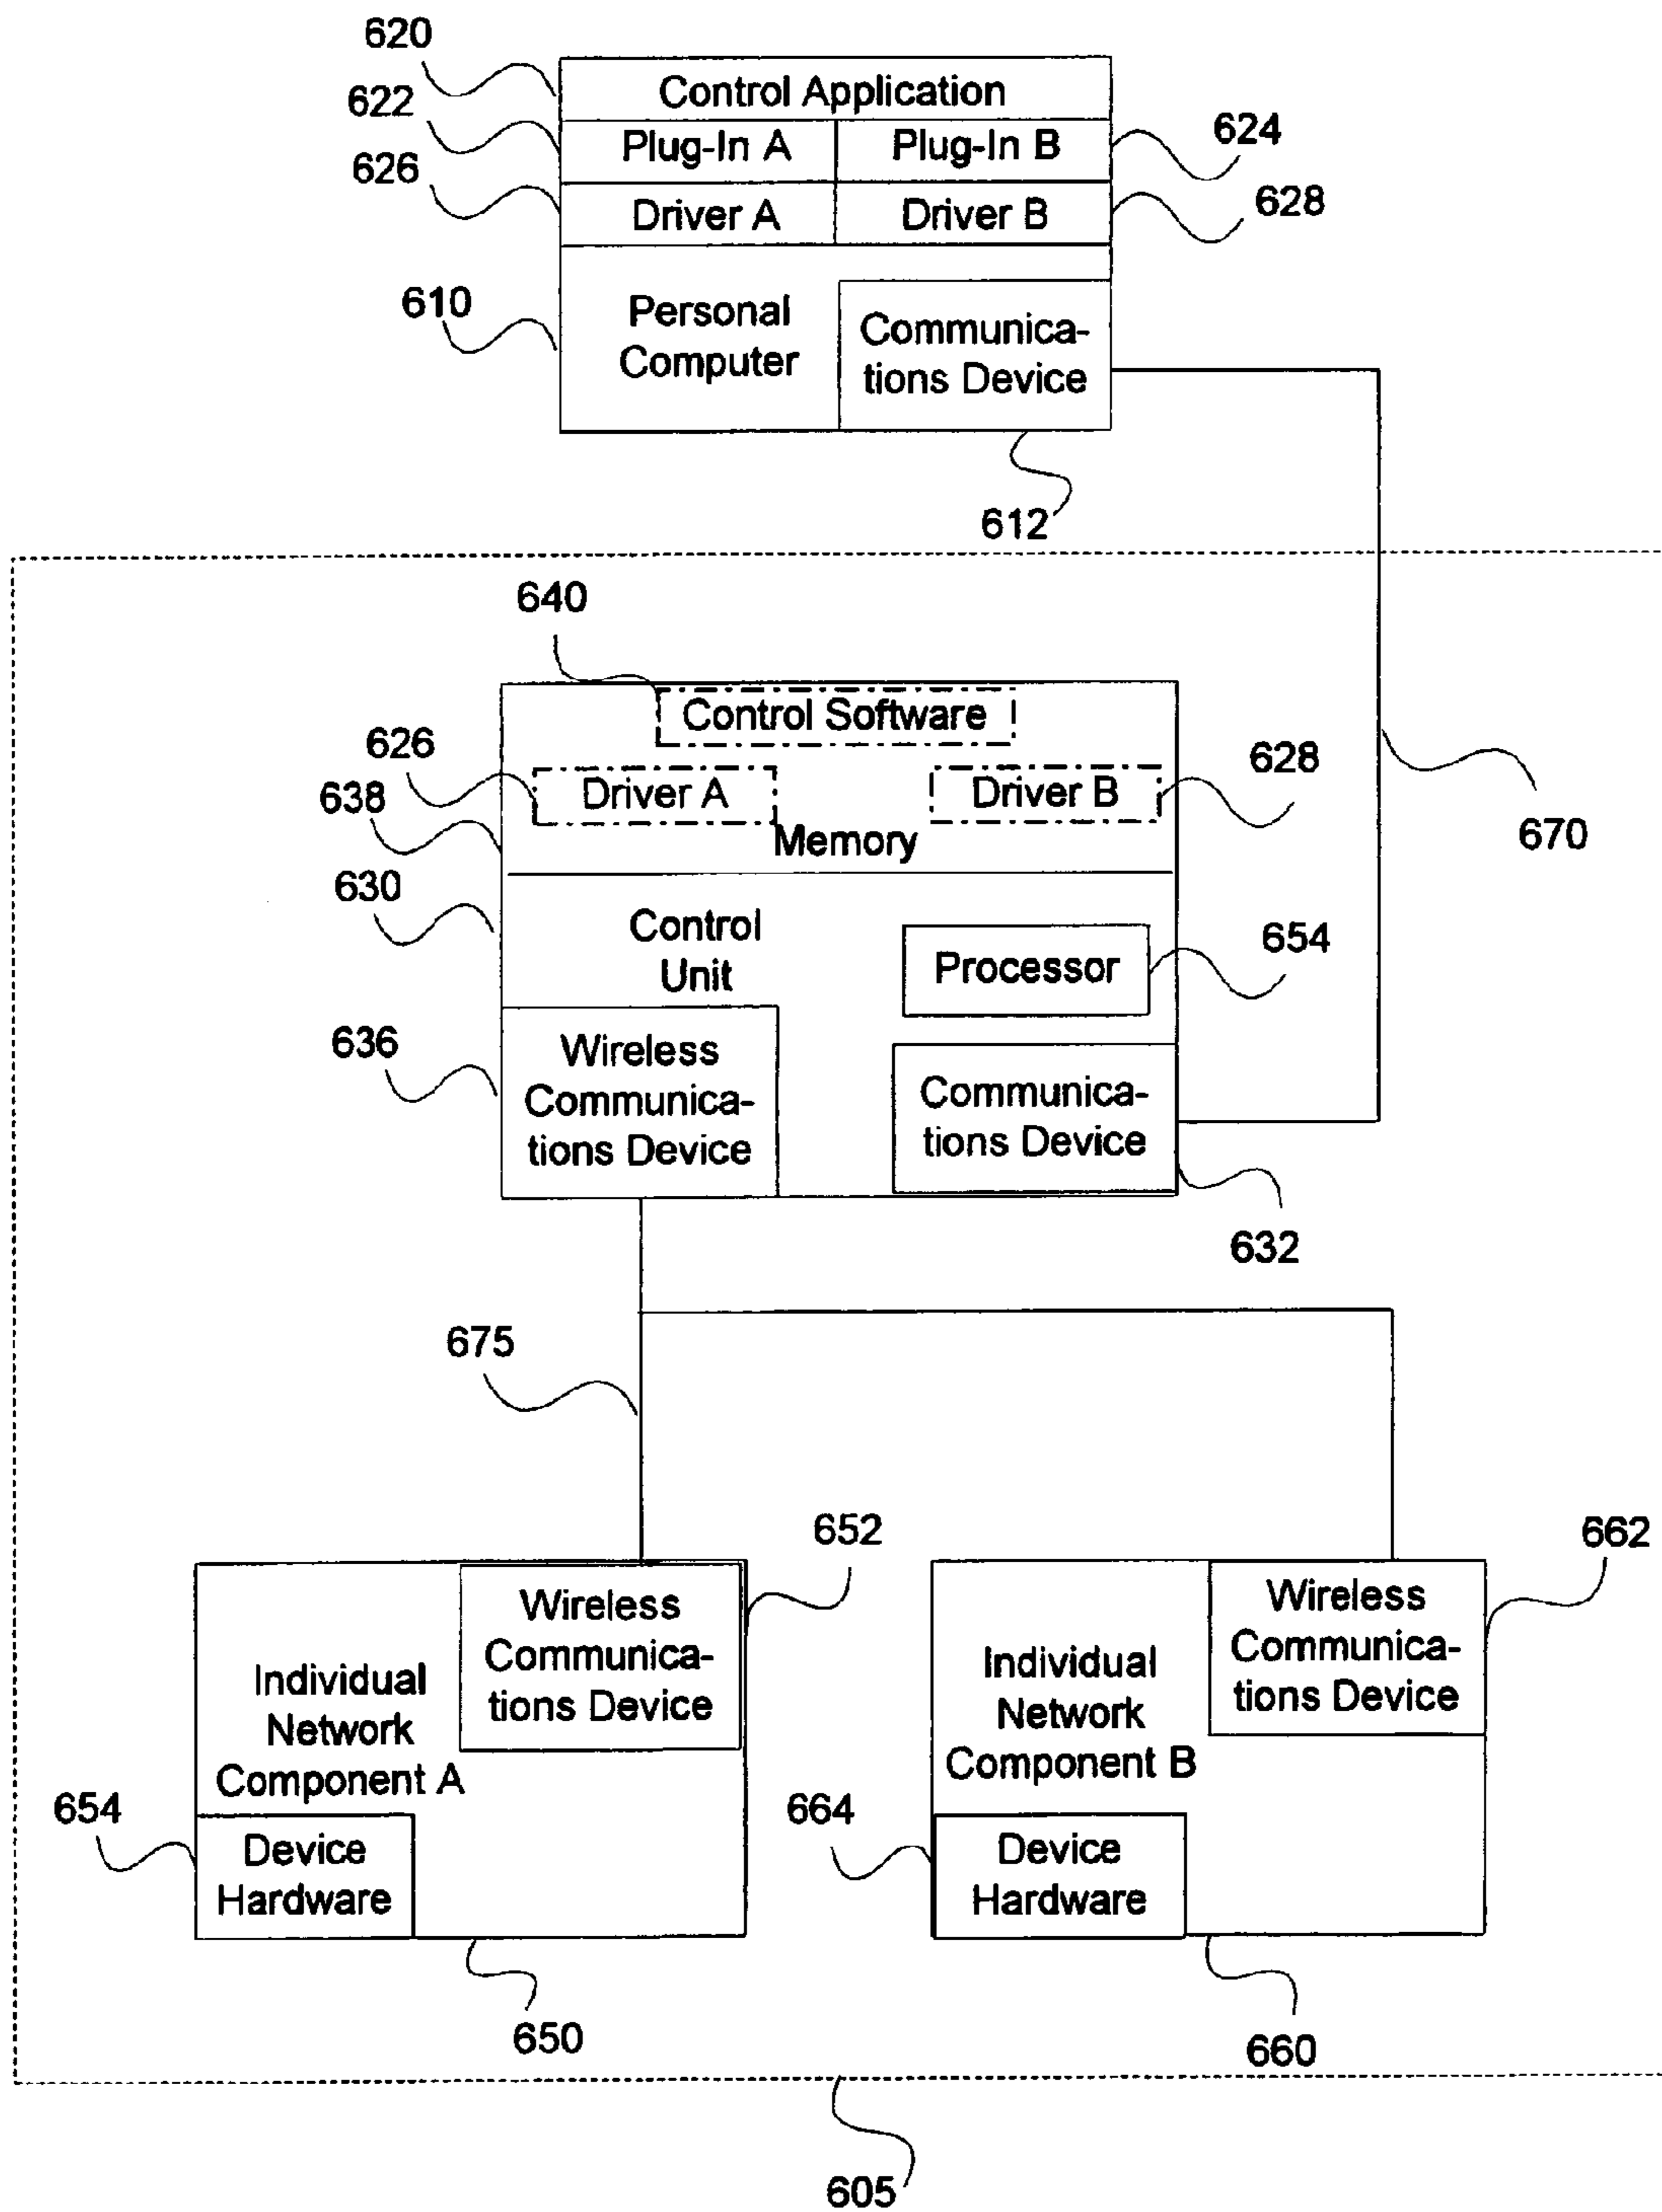 620
Control Application
622
Plug-In A
Plug-In B
624
626
Driver A
Driver B
628
610
Personal
Computer
Communica-
tions Device
612
640
Control Software
626
Driver A
Driver B
628
638
Memory
670
630
Control
Unit
Processor
654
636
Wireless
Communica-
tions Device
Communica-
tions Device
632
675
652
662
Wireless
Communica-
tions Device
Individual
Network
Component A
Wireless
Communica-
tions Device
Individual
Network
Component B
654
Device
Hardware
664
Device
Hardware
650
660
605